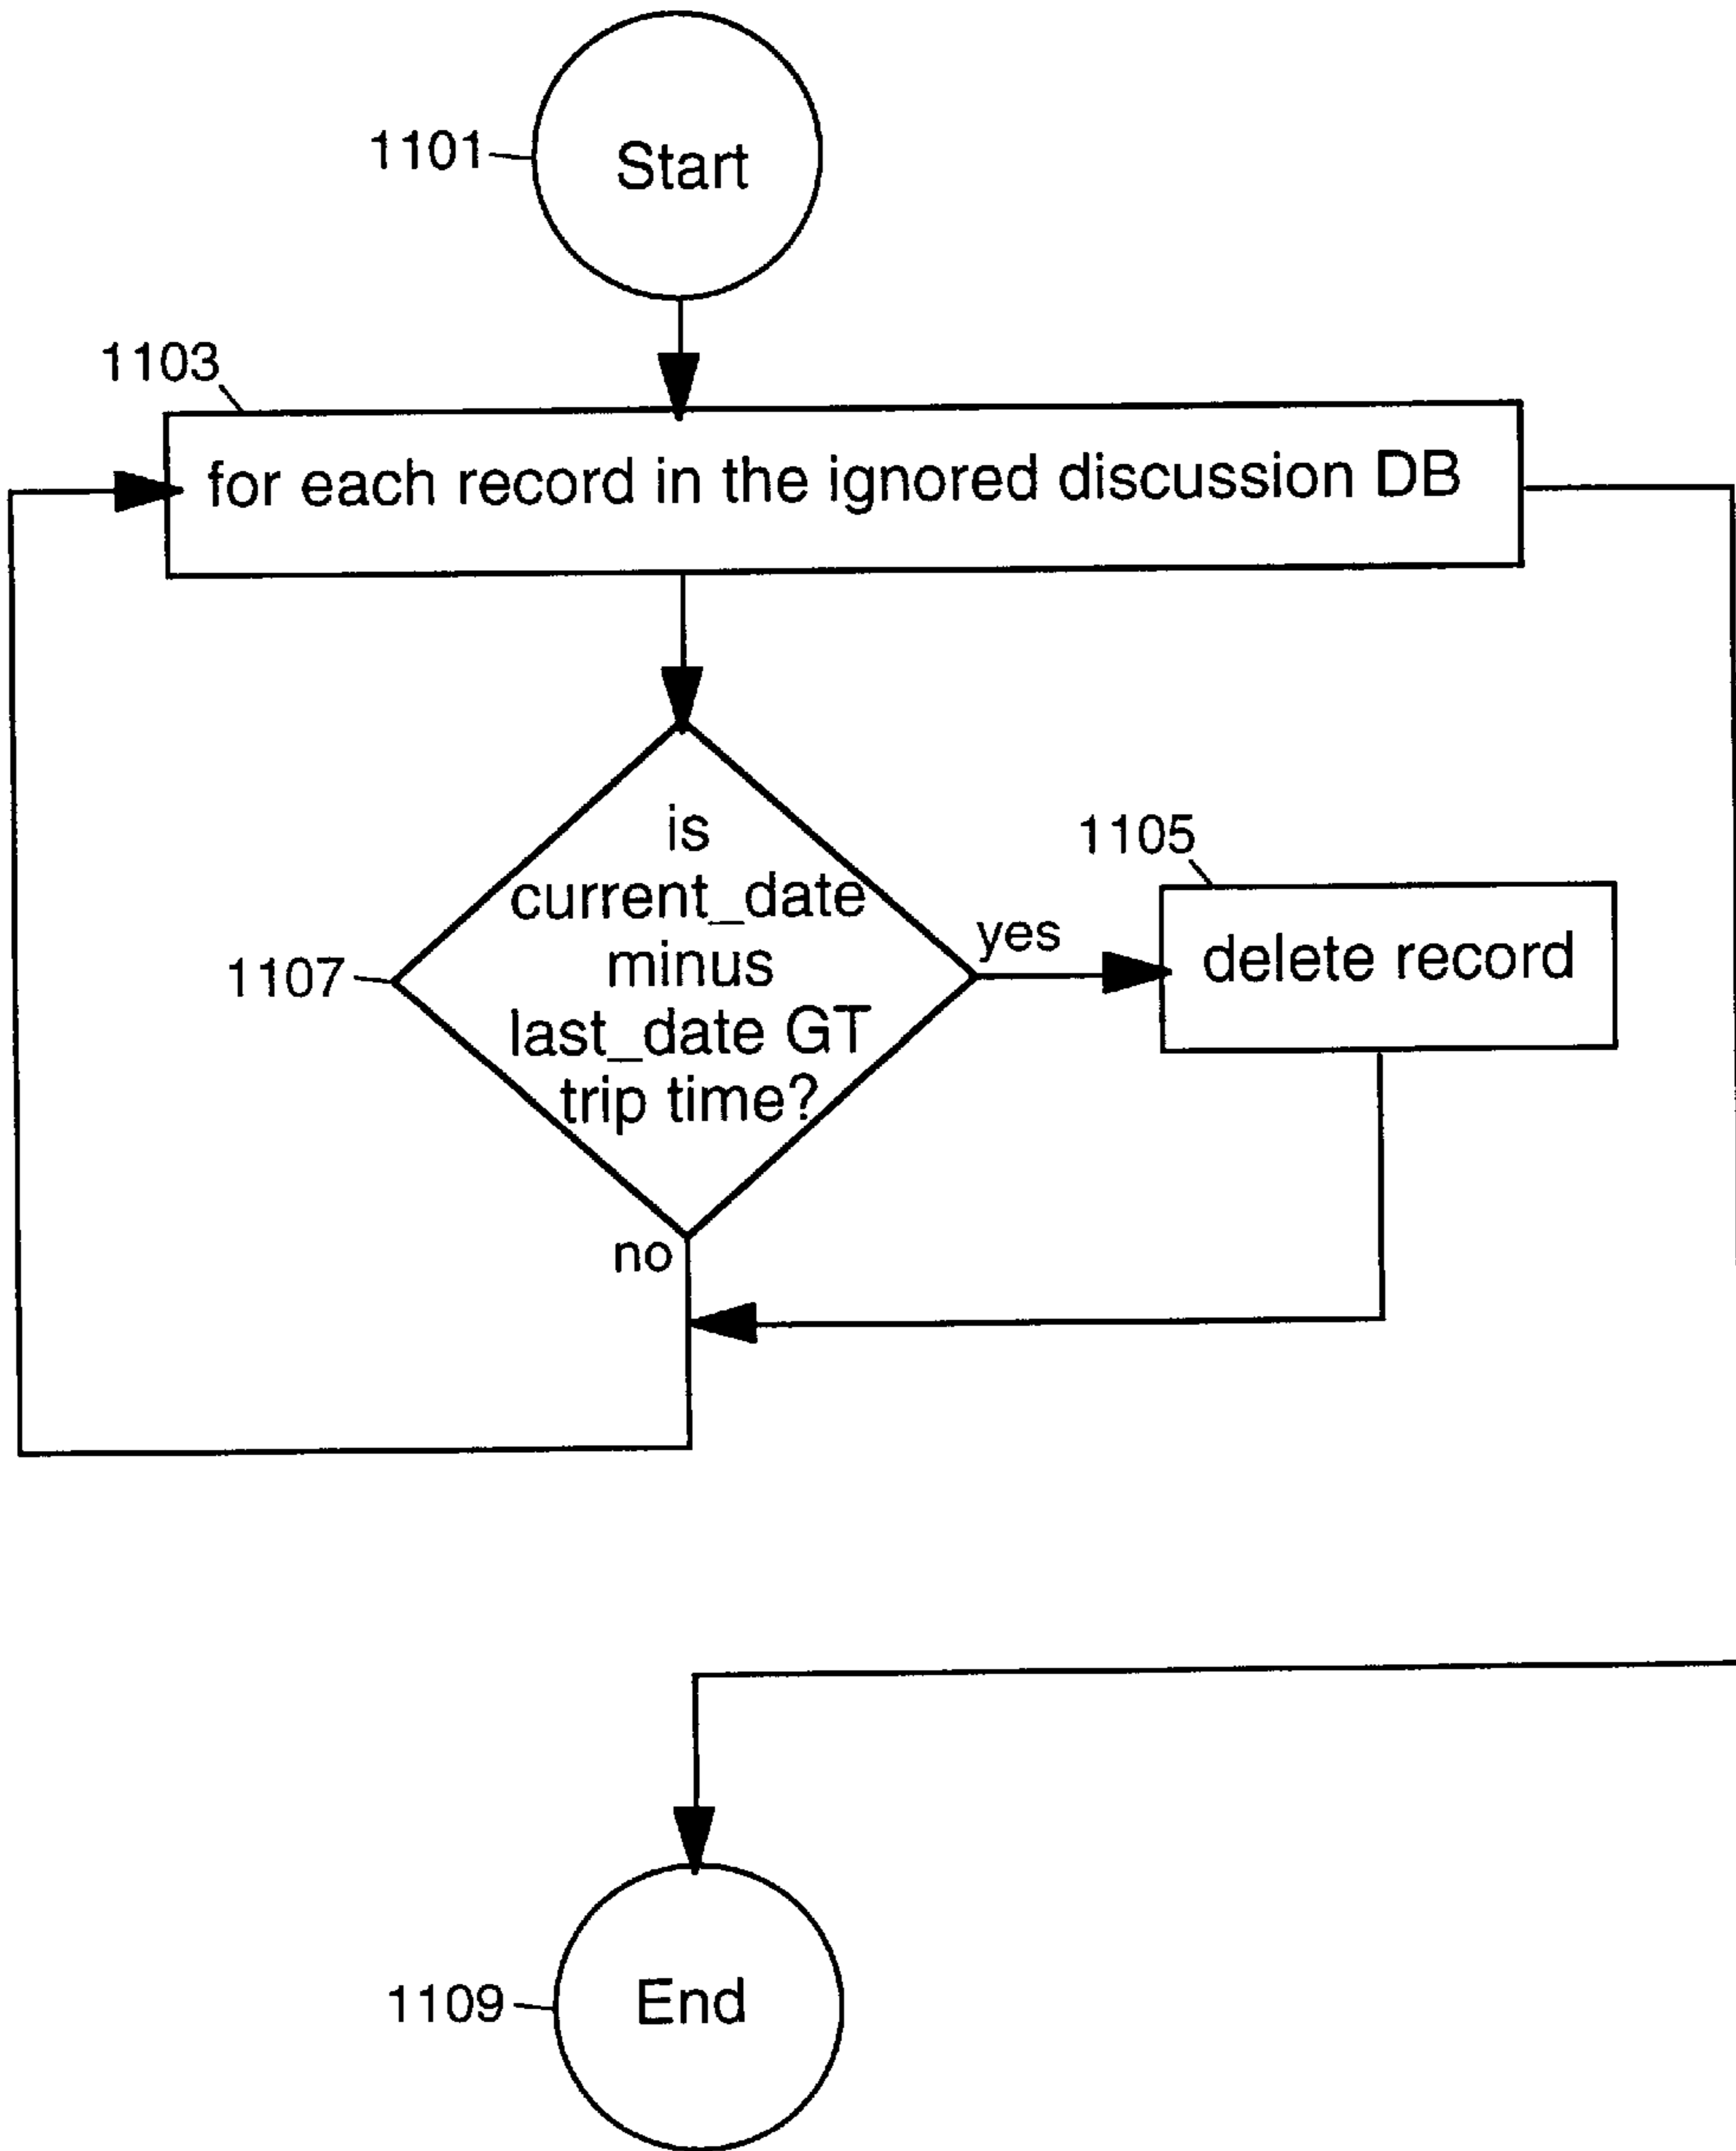 1101
Start
1103
for each record in the ignored discussion DB
is
current_date
minus
last_date GT
trip time?
1107
yes
1105
delete record
no
1109
End